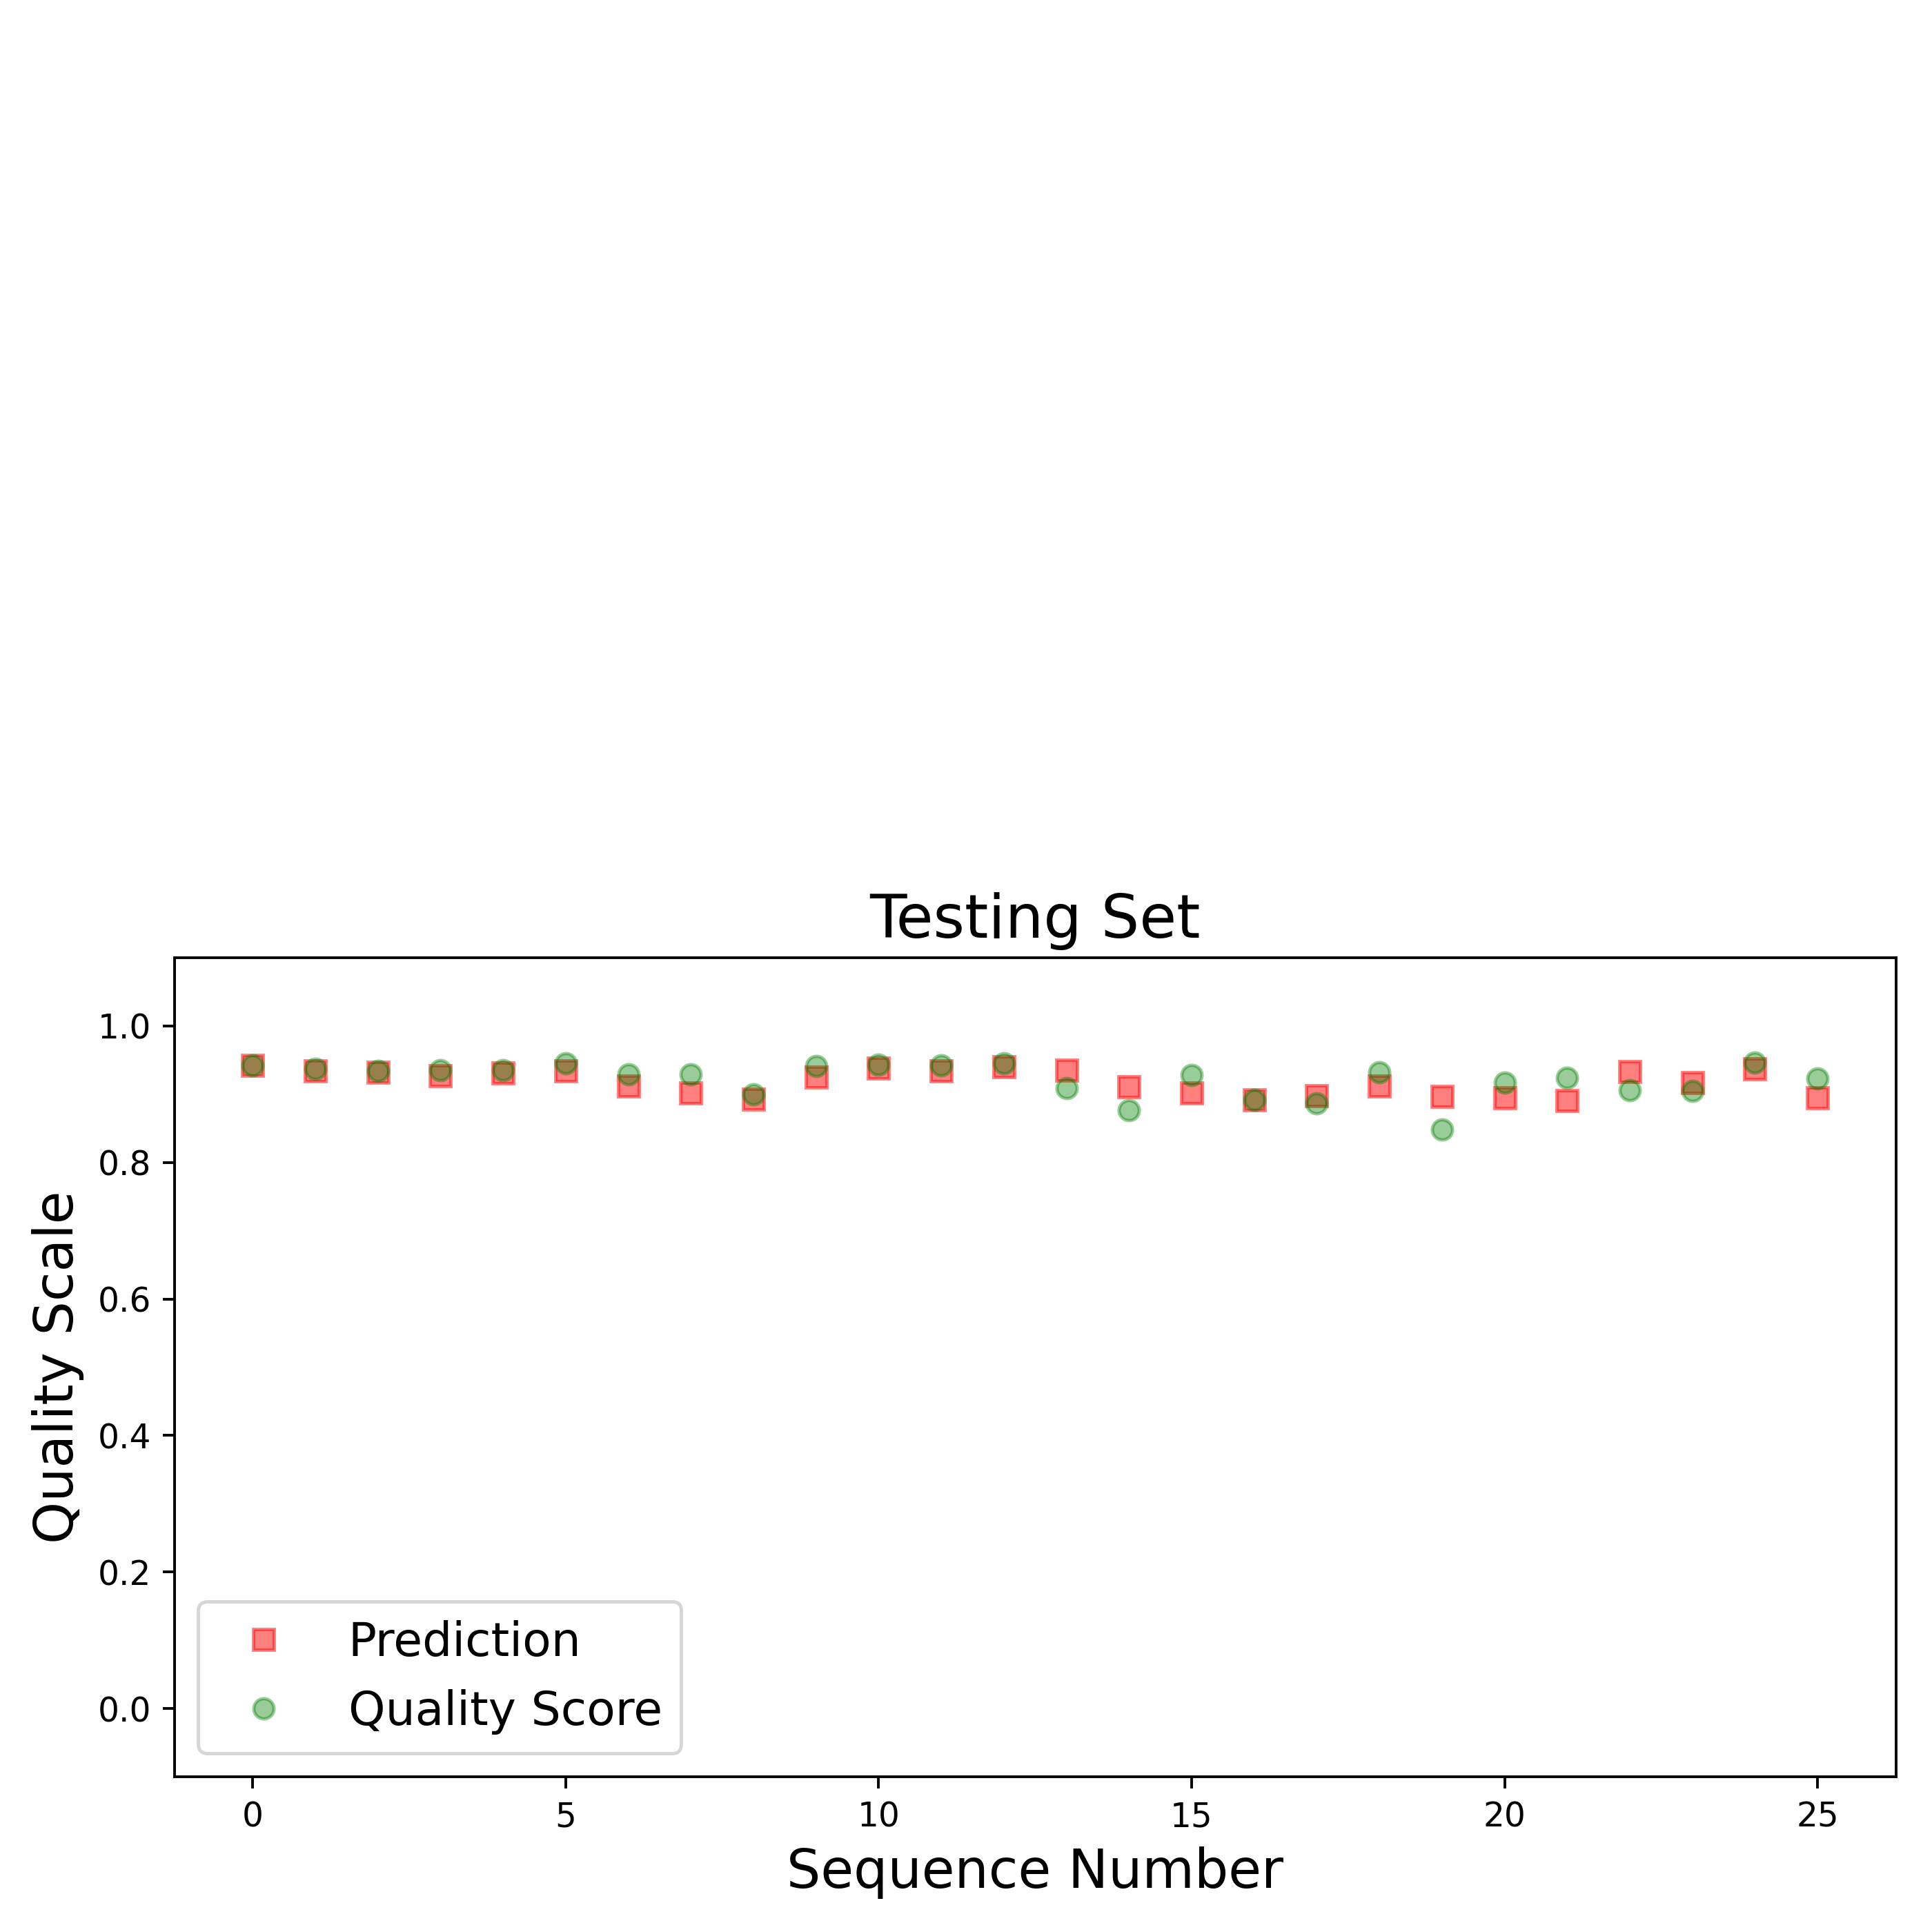 Testing Set
1.0
0.8
0.6
0.4
0.2
0.0
Quality Scale
Prediction
Quality Score
0 5 10 15 20 25
Sequence Number